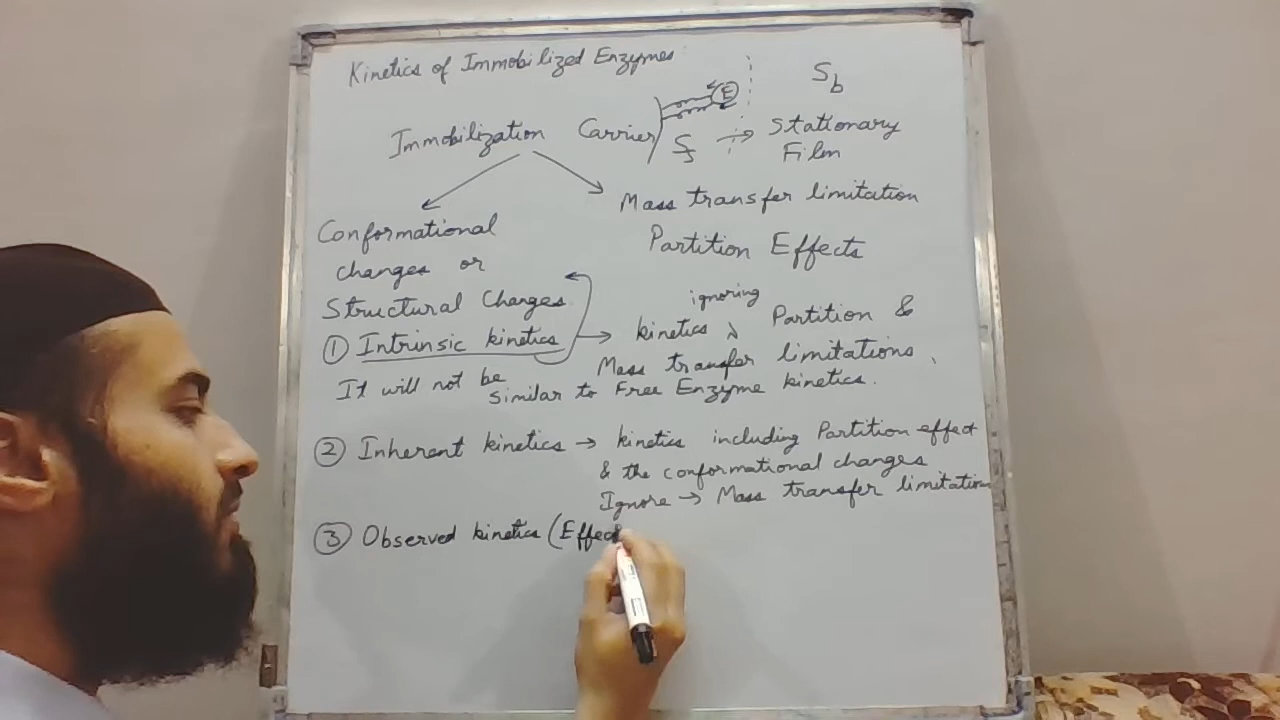 Kinetics of Immobilized Enzymes
E
Sb
Immobilization
Carrier
Stationary
Film
Mass transfer limitation
Partition Effects
Conformational
changes or
Structural Changes.
① Intrinsic kinetics → kinetics ignoring Partition &
Mass transfer limitations.
It will not be similar to Free Enzyme kinetics.
② Inherent kinetics → kinetics including Partition effect
& the conformational changes
Ignore → Mass transfer limitation
③ Observed kinetics (Effect